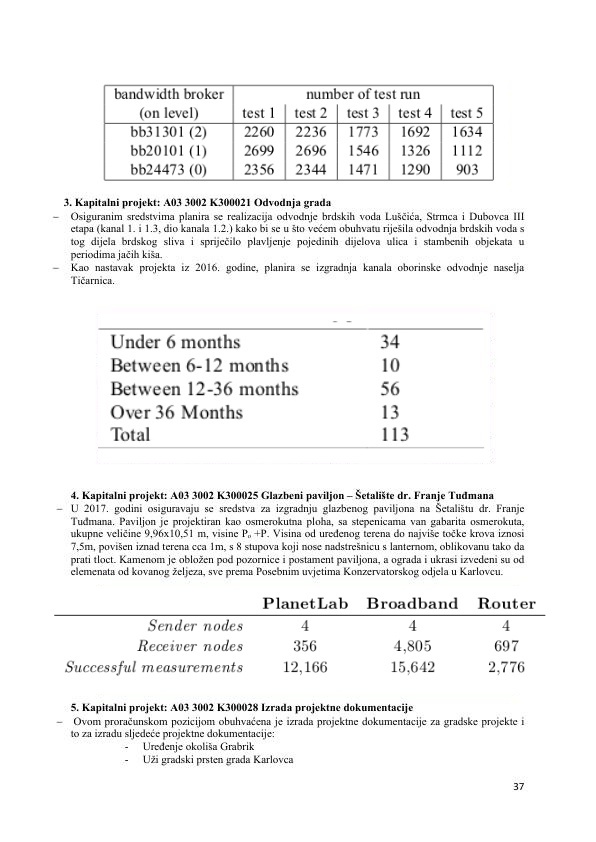 bandwidth broker number of test run
(on level) test 1 test 2 test 3 test 4 test 5
bb31301 (2) 2260 2236 1773 1692 1634
bb20101 (1) 2699 2696 1546 1326 1112
bb24473 (0) 2356 2344 1471 1290 903
3. Kapitalni projekt: A03 3002 K300021 Odvodnja grada
– Osiguranim sredstvima planira se realizacija odvodnje brdskih voda Luščića, Strmca i Dubovca III
etapa (kanal 1. i 1.3, dio kanala 1.2.) kako bi se u što većem obuhvatu riješila odvodnja brdskih voda s
tog dijela brdskog sliva i spriječilo plavljenje pojedinih dijelova ulica i stambenih objekata u
periodima jačih kiša.
– Kao nastavak projekta iz 2016. godine, planira se izgradnja kanala oborinske odvodnje naselja
Tičarnica.
Under 6 months 34
Between 6-12 months 10
Between 12-36 months 56
Over 36 Months 13
Total 113
4. Kapitalni projekt: A03 3002 K300025 Glazbeni paviljon – Šetalište dr. Franje Tuđmana
– U 2017. godini osiguravaju se sredstva za izgradnju glazbenog paviljona na Šetalištu dr. Franje
Tuđmana. Paviljon je projektiran kao osmerokutna ploha, sa stepenicama van gabarita osmerokuta,
ukupne veličine 9,96x10,51 m, visine Pₒ +P. Visina od uređenog terena do najviše točke krova iznosi
7,5m, povišen iznad terena cca 1m, s 8 stupova koji nose nadstrešnicu s lanternom, oblikovanu tako da
prati tloct. Kamenom je obložen pod pozornice i postament paviljona, a ograda i ukrasi izvedeni su od
elemenata od kovanog željeza, sve prema Posebnim uvjetima Konzervatorskog odjela u Karlovcu.
PlanetLab Broadband Router
Sender nodes 4 4 4
Receiver nodes 356 4,805 697
Successful measurements 12,166 15,642 2,776
5. Kapitalni projekt: A03 3002 K300028 Izrada projektne dokumentacije
– Ovom proračunskom pozicijom obuhvaćena je izrada projektne dokumentacije za gradske projekte i
to za izradu sljedeće projektne dokumentacije:
- Uređenje okoliša Grabrik
- Uži gradski prsten grada Karlovca
37